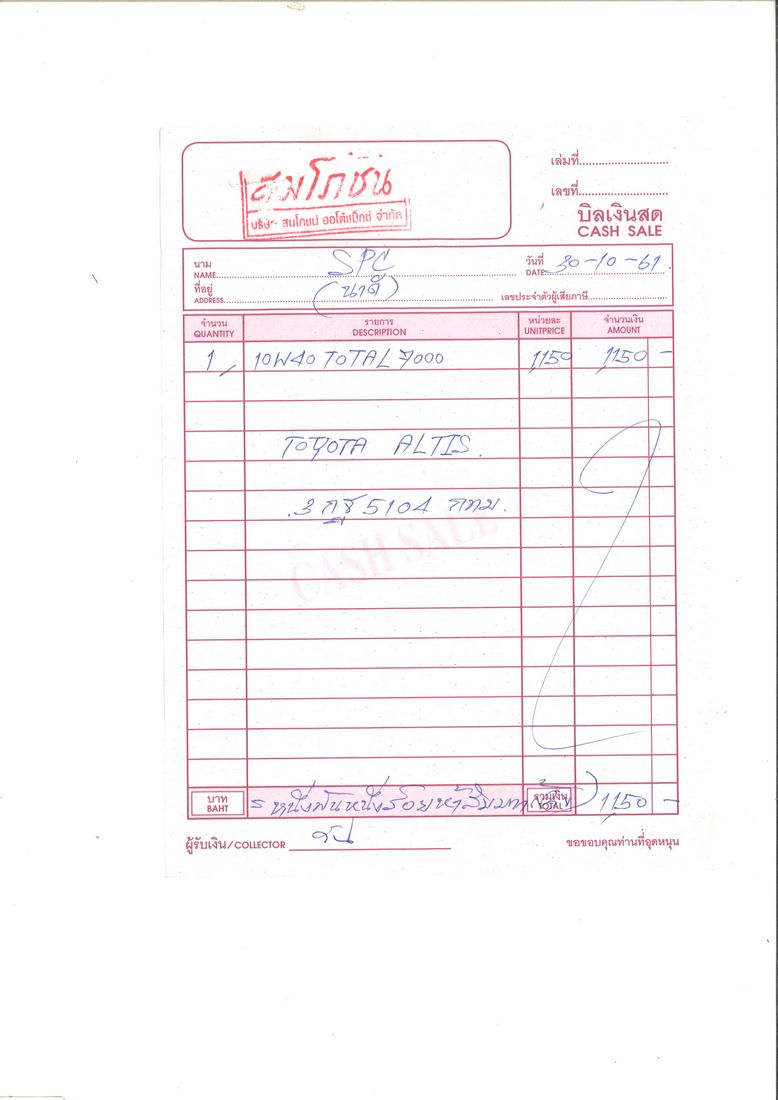 สมโภชน์
บริษัท สมโภชน์ ออโต้แม็กซ์ จำกัด
เล่มที่
เลขที่
บิลเงินสด
CASH SALE
นาม
NAME
SPC
วันที่
DATE
30-10-61
ที่อยู่
ADDRESS
(นาดี)
เลขประจำตัวผู้เสียภาษี
จำนวน รายการ หน่วยละ จำนวนเงิน
QUANTITY DESCRIPTION UNITPRICE AMOUNT
1 10W40 TOTAL 7000 1150 1150 -
TOYOTA ALTIS
3 กฐ 5104 กทม.
CASH SALE
บาท
BAHT
= หนึ่งพันหนึ่งร้อยห้าสิบบาท
รวมเงิน
TOTAL
1150 -
ผู้รับเงิน/COLLECTOR
ขอขอบคุณท่านที่อุดหนุน